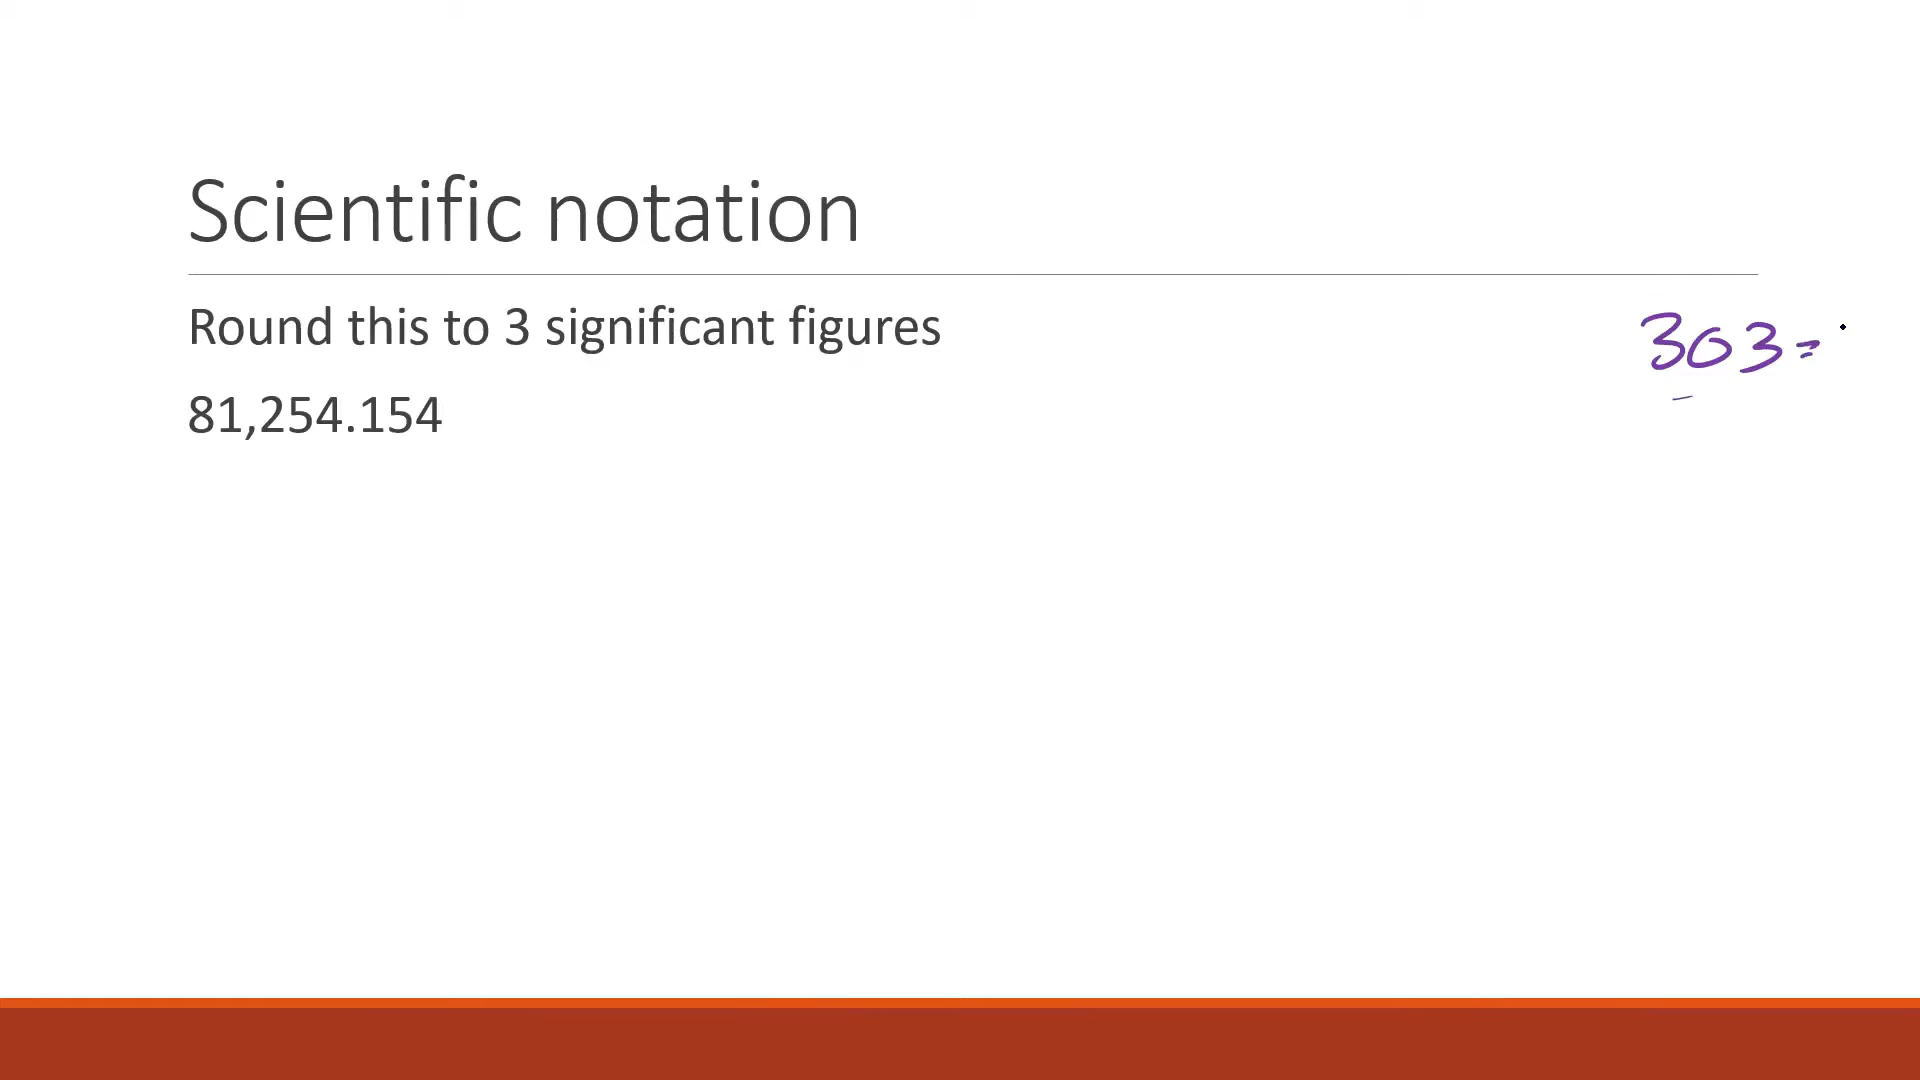 Scientific notation
Round this to 3 significant figures
303=
81,254.154